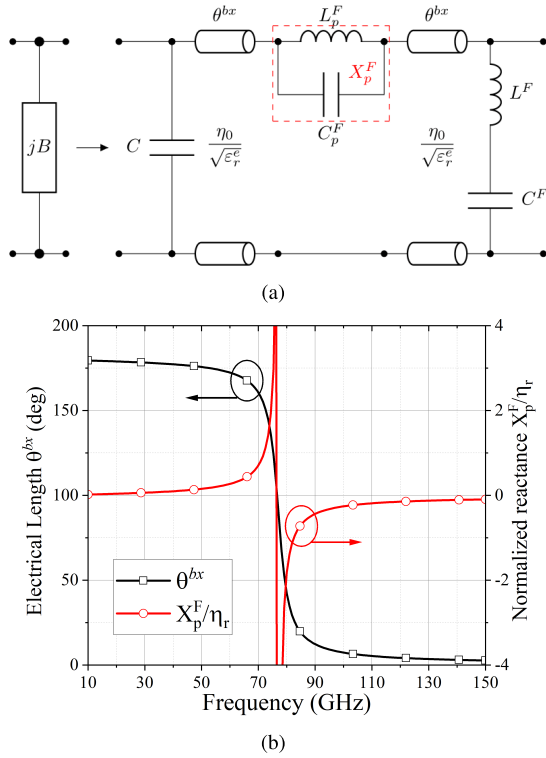 θ^{bx} L_p^F θ^{bx}
X_p^F
L^F
C_p^F
jB C η_0/√ε_r^e η_0/√ε_r^e
C^F
(a)
200 4
150 2
100 0
50 -2
0 -4
Electrical Length θ^{bx} (deg)
Normalized reactance X_p^F/η_r
θ^{bx}
X_p^F/η_r
10 30 50 70 90 110 130 150
Frequency (GHz)
(b)